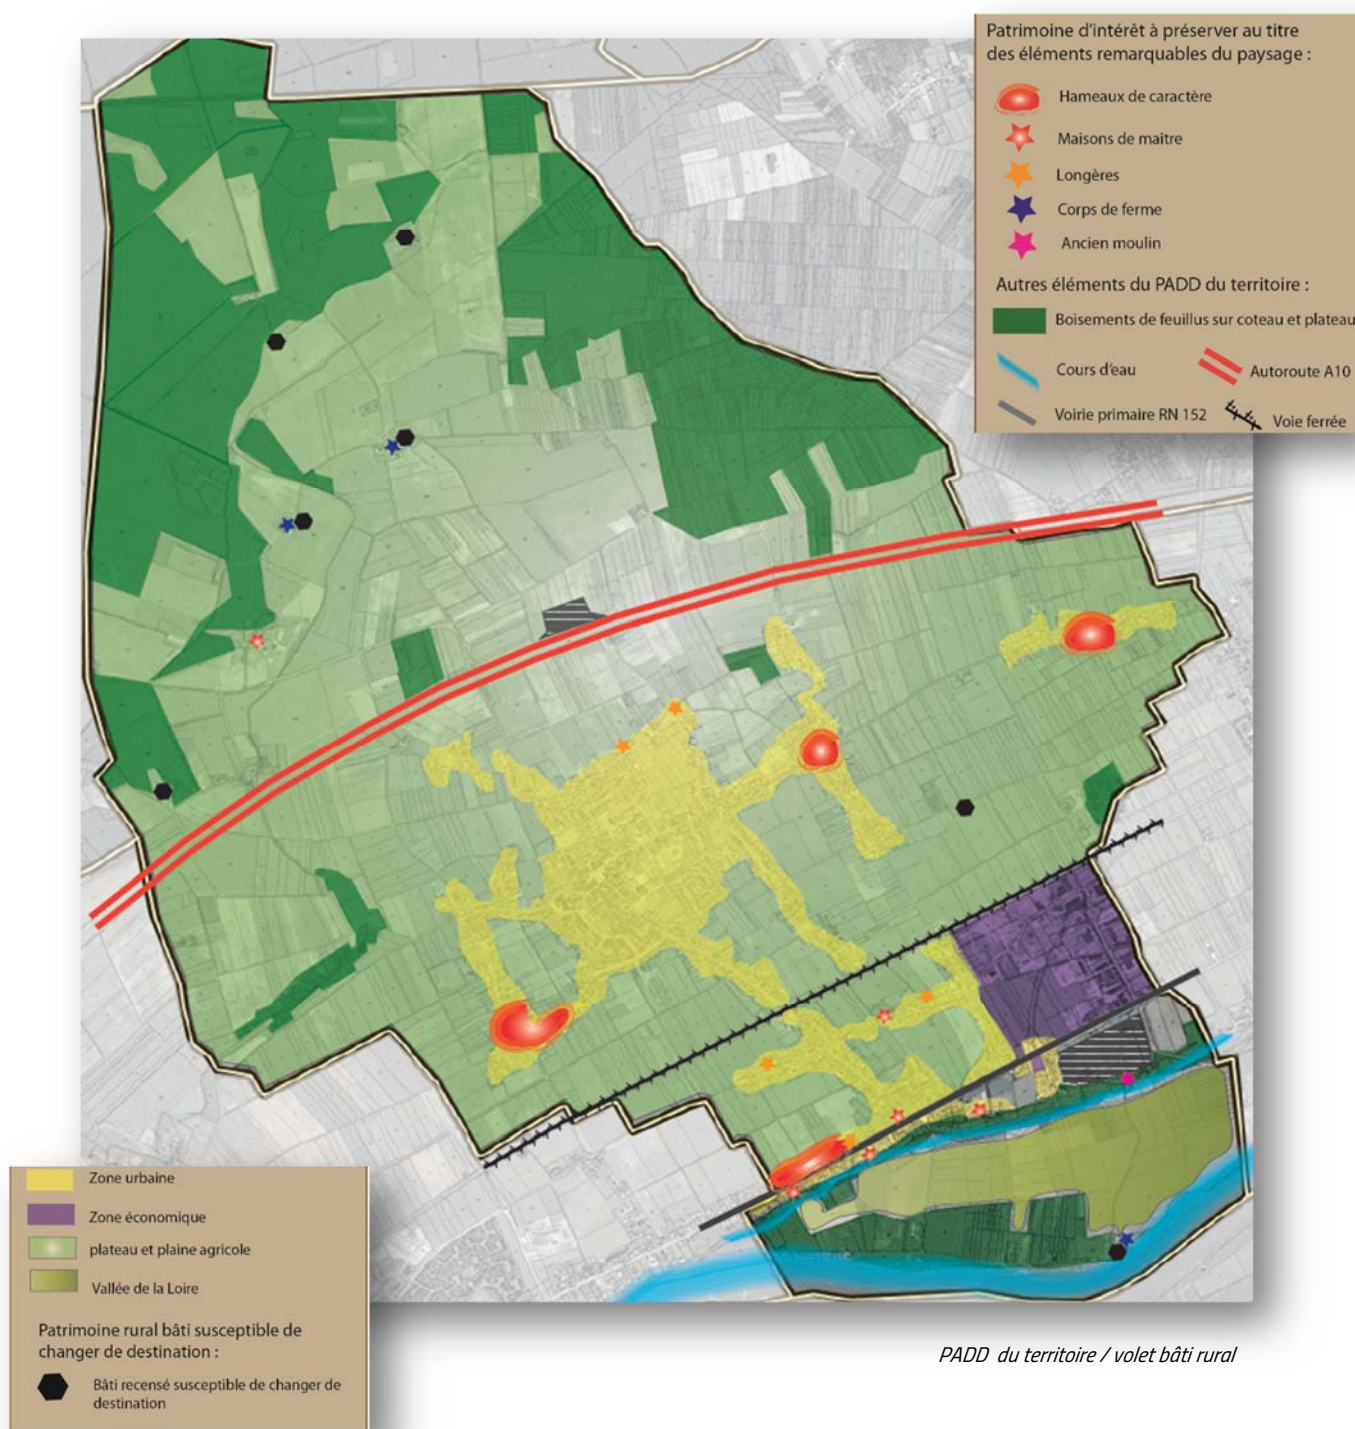 Patrimoine d'intérêt à préserver au titre
des éléments remarquables du paysage :
Hameaux de caractère
Maisons de maître
Longères
Corps de ferme
Ancien moulin
Autres éléments du PADD du territoire :
Boisements de feuillus sur coteau et plateau
Cours d'eau
Autoroute A10
Voirie primaire RN 152
Voie ferrée
Zone urbaine
Zone économique
plateau et plaine agricole
Vallée de la Loire
Patrimoine rural bâti susceptible de
changer de destination :
Bâti recensé susceptible de changer de
destination
PADD du territoire / volet bâti rural